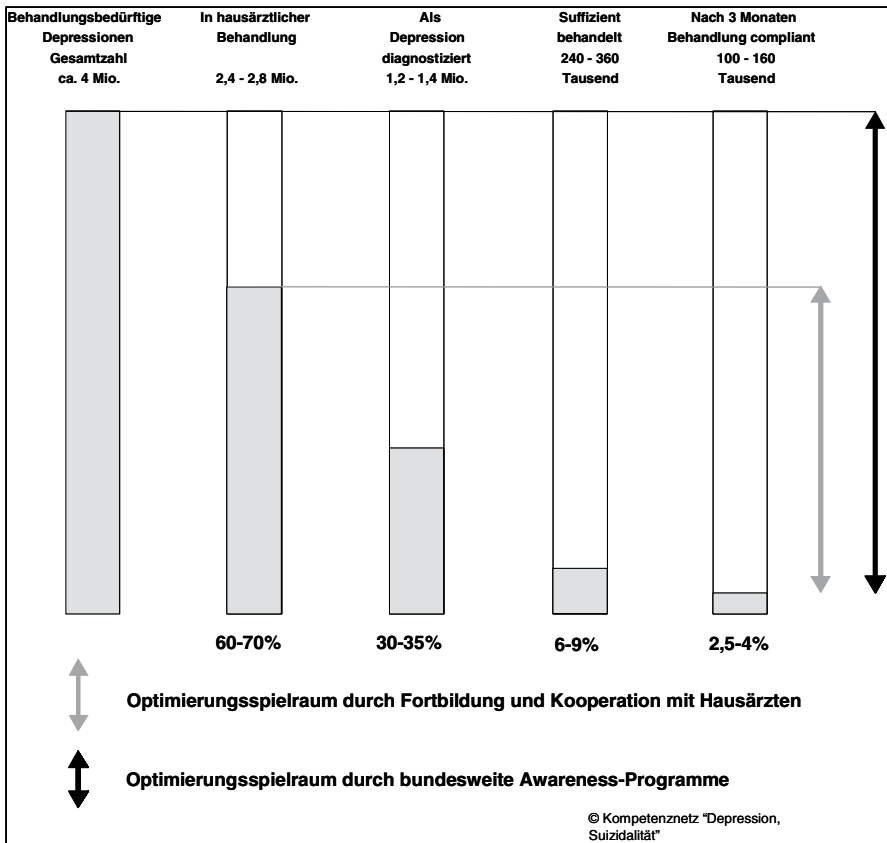 Behandlungsbedürftige
Depressionen
Gesamtzahl
ca. 4 Mio.
In hausärztlicher
Behandlung
2,4 - 2,8 Mio.
Als
Depression
diagnostiziert
1,2 - 1,4 Mio.
Suffizient
behandelt
240 - 360
Tausend
Nach 3 Monaten
Behandlung compliant
100 - 160
Tausend
60-70%
30-35%
6-9%
2,5-4%
Optimierungsspielraum durch Fortbildung und Kooperation mit Hausärzten
Optimierungsspielraum durch bundesweite Awareness-Programme
© Kompetenznetz "Depression,
Suizidalität"